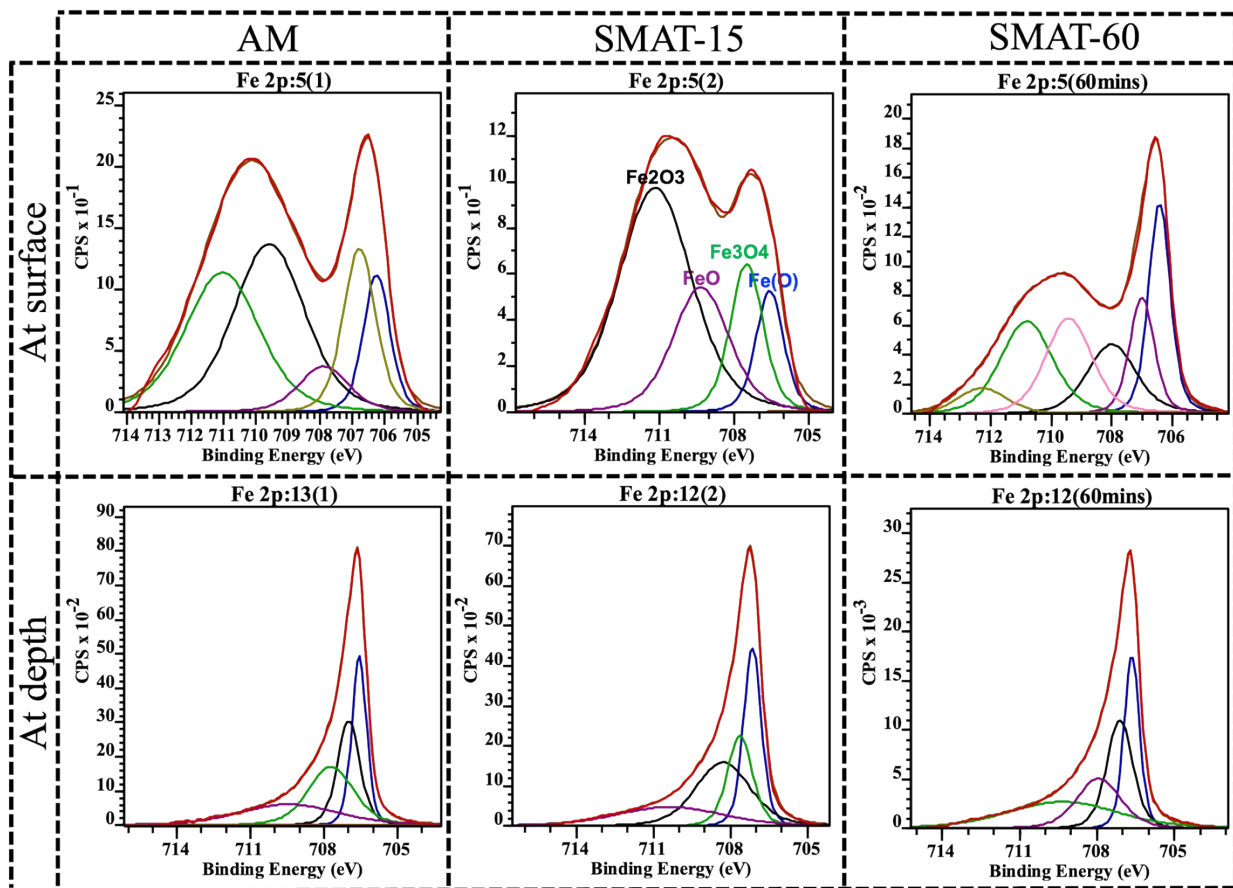 AM SMAT-15 SMAT-60
At surface
Fe 2p:5(1)
CPS x 10⁻¹
25
20
15
10
5
0
714 713 712 711 710 709 708 707 706 705
Binding Energy (eV)
Fe 2p:5(2)
CPS x 10⁻¹
12
10
8
6
4
2
0
Fe2O3
FeO
Fe3O4
Fe(O)
714 711 708 705
Binding Energy (eV)
Fe 2p:5(60mins)
CPS x 10⁻²
20
18
16
14
12
10
8
6
4
2
0
714 712 710 708 706
Binding Energy (eV)
At depth
Fe 2p:13(1)
CPS x 10⁻²
90
80
70
60
50
40
30
20
10
0
714 711 708 705
Binding Energy (eV)
Fe 2p:12(2)
CPS x 10⁻²
70
60
50
40
30
20
10
0
714 711 708 705
Binding Energy (eV)
Fe 2p:12(60mins)
CPS x 10⁻³
30
25
20
15
10
5
0
714 711 708 705
Binding Energy (eV)